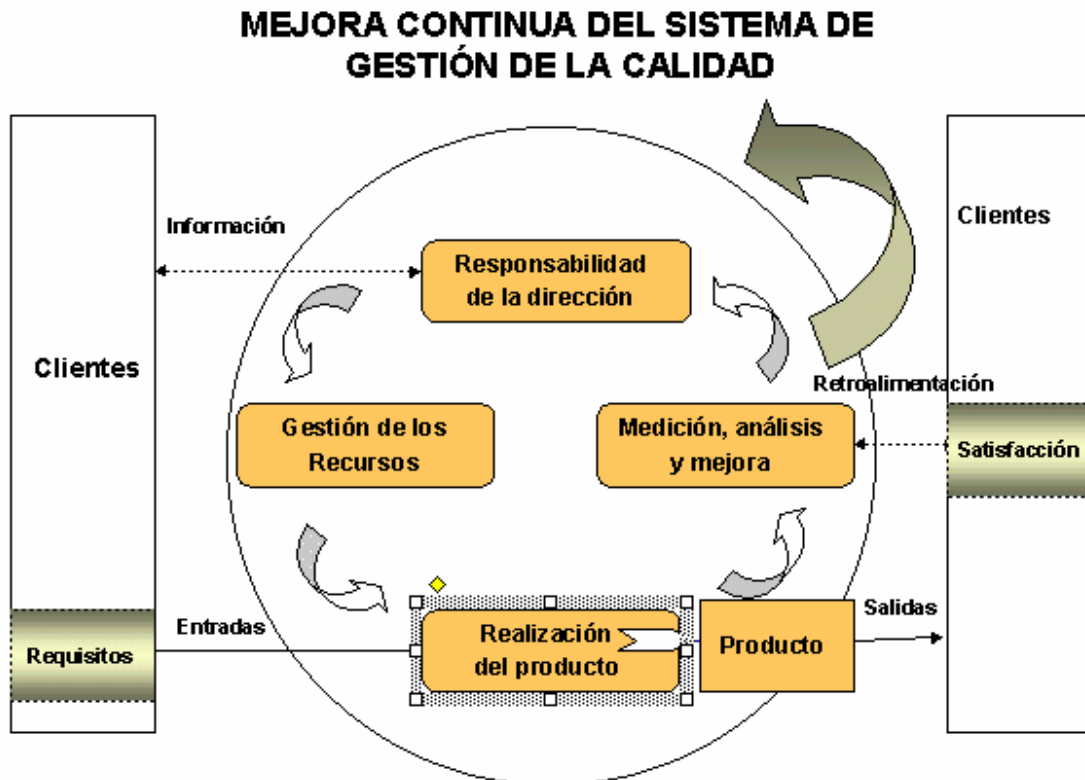 MEJORA CONTINUA DEL SISTEMA DE
GESTIÓN DE LA CALIDAD
Información
Clientes
Responsabilidad
de la dirección
Clientes
Retroalimentación
Gestión de los
Recursos
Medición, análisis
y mejora
Satisfacción
Entradas
Salidas
Requisitos
Realización
del producto
Producto